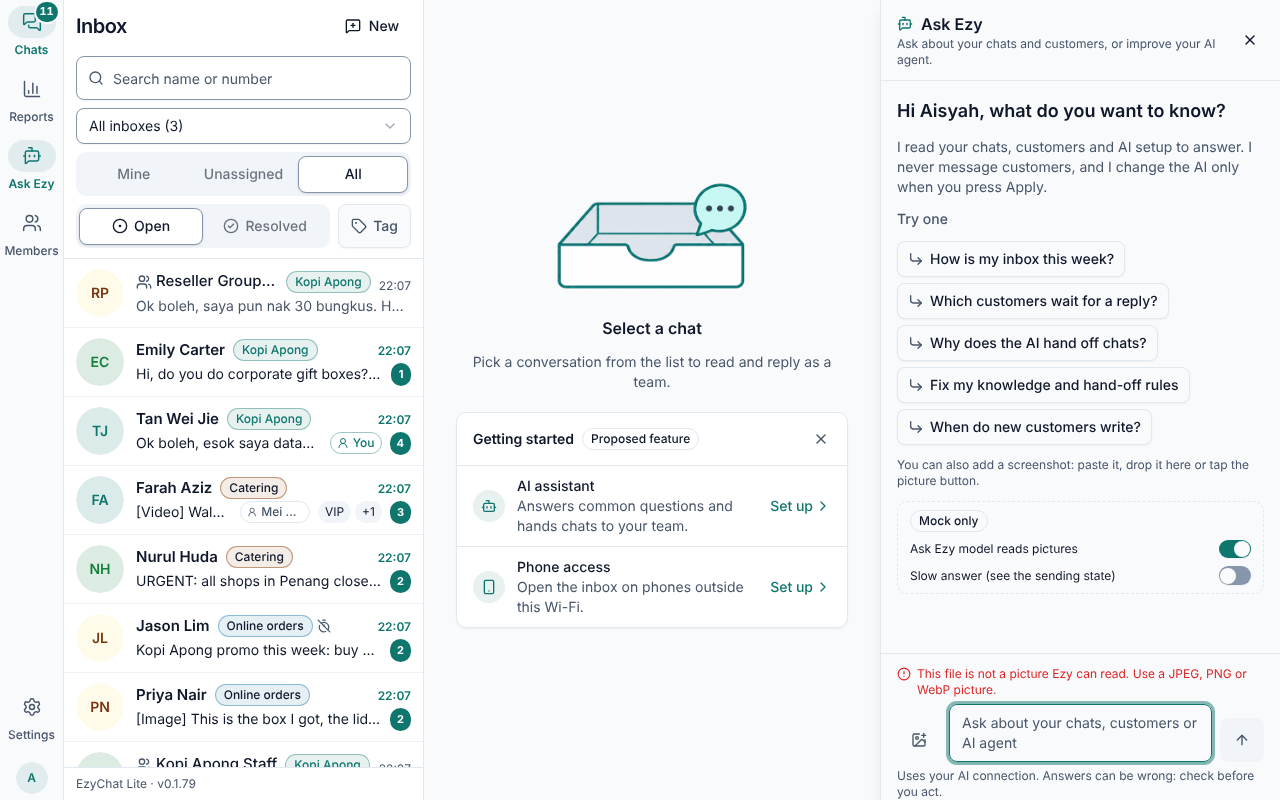 11
Chats
Reports
Ask Ezy
Members
Settings
A
Inbox
New
Search name or number
All inboxes (3)
Mine
Unassigned
All
Open
Resolved
Tag
RP
Reseller Group...
Kopi Apong
22:07
Ok boleh, saya pun nak 30 bungkus. H...
EC
Emily Carter
Kopi Apong
22:07
Hi, do you do corporate gift boxes?...
1
TJ
Tan Wei Jie
Kopi Apong
22:07
Ok boleh, esok saya data...
You
4
FA
Farah Aziz
Catering
22:07
[Video] Wal...
Mei ...
VIP
+1
3
NH
Nurul Huda
Catering
22:07
URGENT: all shops in Penang close...
2
JL
Jason Lim
Online orders
22:07
Kopi Apong promo this week: buy ...
2
PN
Priya Nair
Online orders
22:07
[Image] This is the box I got, the lid...
2
Kopi Apong Staff
Kopi Apong
22:07
EzyChat Lite · v0.1.79
Select a chat
Pick a conversation from the list to read and reply as a
team.
Getting started
Proposed feature
AI assistant
Answers common questions and
hands chats to your team.
Set up
Phone access
Open the inbox on phones outside
this Wi-Fi.
Set up
Ask Ezy
Ask about your chats and customers, or improve your AI
agent.
Hi Aisyah, what do you want to know?
I read your chats, customers and AI setup to answer. I
never message customers, and I change the AI only
when you press Apply.
Try one
How is my inbox this week?
Which customers wait for a reply?
Why does the AI hand off chats?
Fix my knowledge and hand-off rules
When do new customers write?
You can also add a screenshot: paste it, drop it here or tap the
picture button.
Mock only
Ask Ezy model reads pictures
Slow answer (see the sending state)
This file is not a picture Ezy can read. Use a JPEG, PNG or
WebP picture.
Ask about your chats, customers or
AI agent
Uses your AI connection. Answers can be wrong: check before
you act.